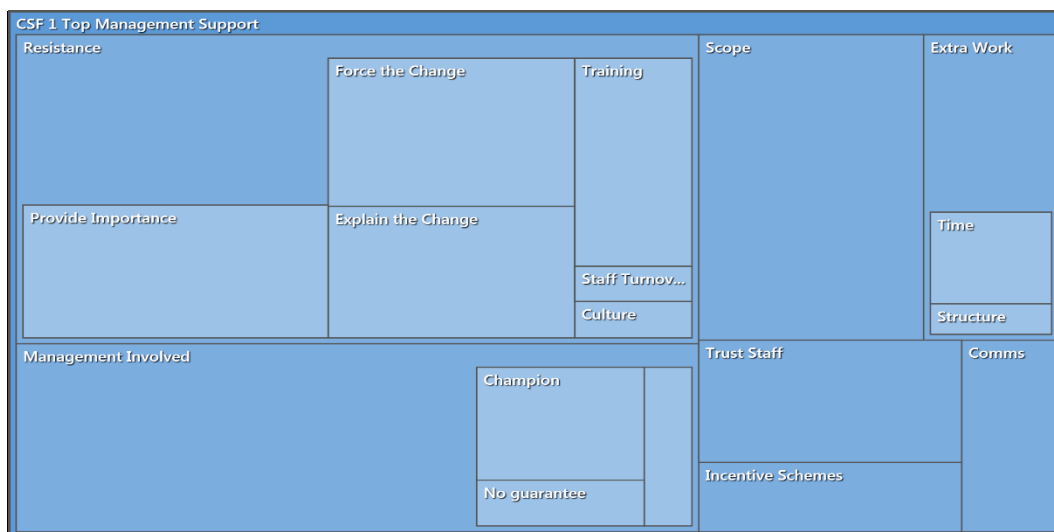 CSF 1 Top Management Support
Resistance
Force the Change
Training
Provide Importance
Explain the Change
Staff Turnov...
Culture
Management Involved
Champion
No guarantee
Scope
Extra Work
Time
Structure
Trust Staff
Comms
Incentive Schemes